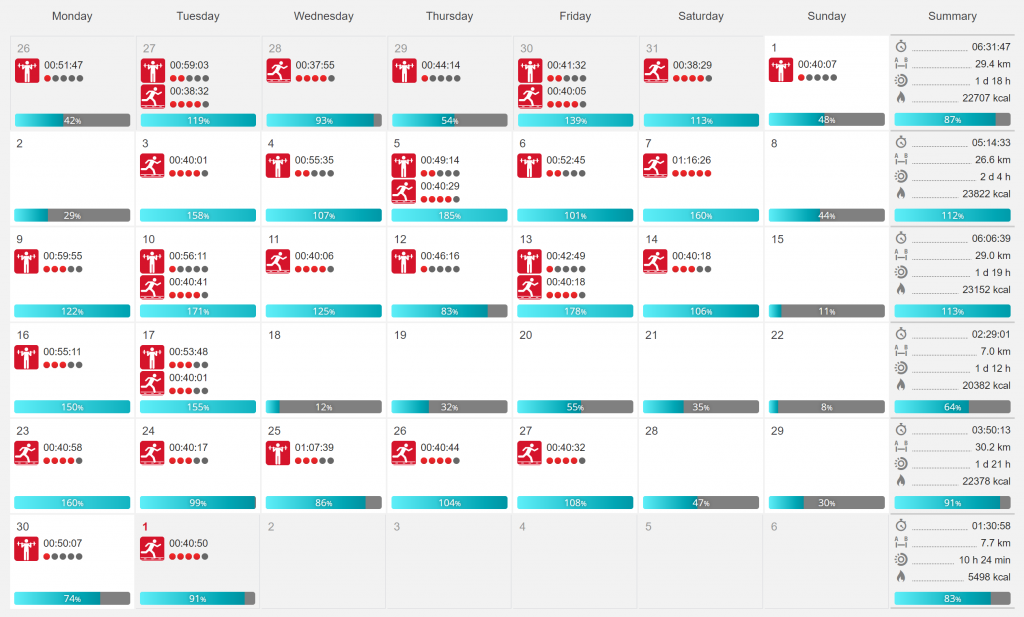 Monday Tuesday Wednesday Thursday Friday Saturday Sunday Summary
26 27 28 29 30 31 1 06:31:47
00:51:47 00:59:03 00:37:55 00:44:14 00:41:32 00:38:29 00:40:07 A B 29.4 km
00:38:32 00:40:05 1 d 18 h
22707 kcal
42% 119% 93% 54% 139% 113% 48% 87%
2 3 4 5 6 7 8 05:14:33
00:40:01 00:55:35 00:49:14 00:52:45 01:16:26 A B 26.6 km
00:40:29 2 d 4 h
23822 kcal
29% 158% 107% 185% 101% 160% 44% 112%
9 10 11 12 13 14 15 06:06:39
00:59:55 00:56:11 00:40:06 00:46:16 00:42:49 00:40:18 A B 29.0 km
00:40:41 00:40:18 1 d 19 h
23152 kcal
122% 171% 125% 83% 178% 106% 11% 113%
16 17 18 19 20 21 22 02:29:01
00:55:11 00:53:48 A B 7.0 km
00:40:01 1 d 12 h
20382 kcal
150% 155% 12% 32% 55% 35% 8% 64%
23 24 25 26 27 28 29 03:50:13
00:40:58 00:40:17 01:07:39 00:40:44 00:40:32 A B 30.2 km
1 d 21 h
22378 kcal
160% 99% 86% 104% 108% 47% 30% 91%
30 1 2 3 4 5 6 01:30:58
00:50:07 00:40:50 A B 7.7 km
10 h 24 min
5498 kcal
74% 91% 83%